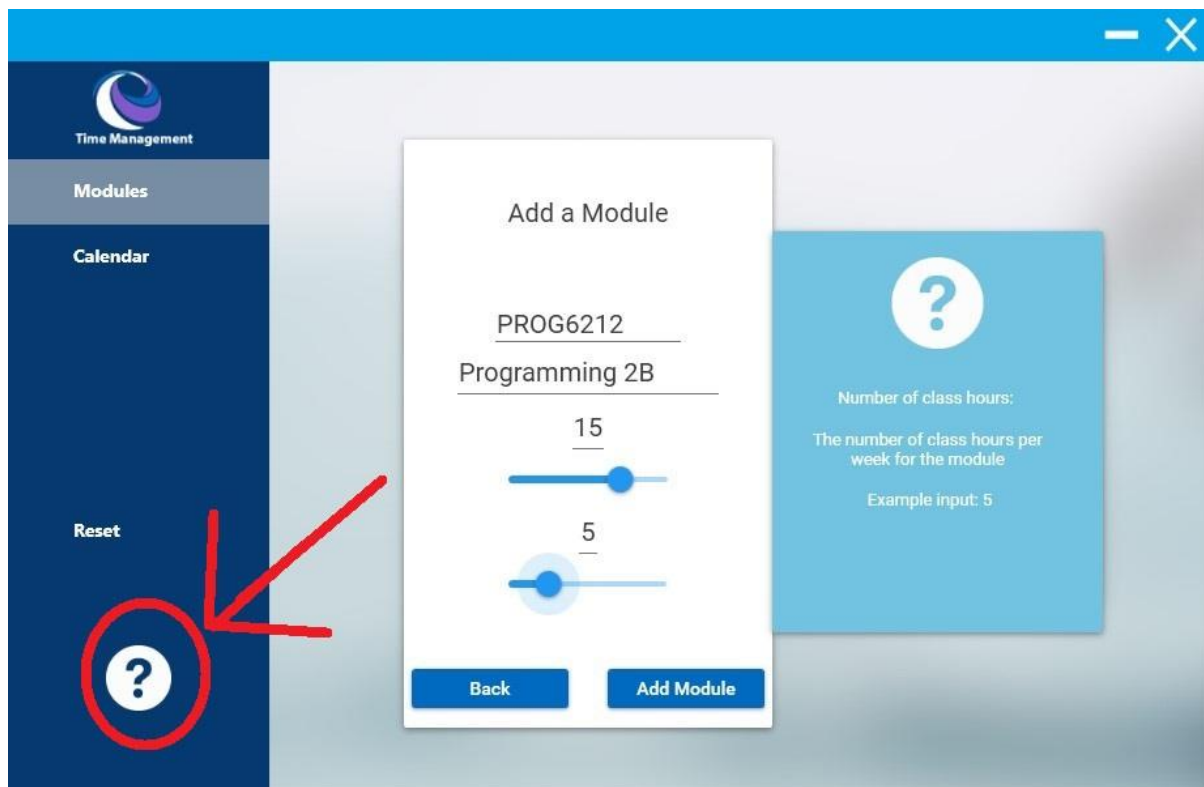 Time Management
Modules
Calendar
Reset
?
Add a Module
PROG6212
Programming 2B
15
5
Back
Add Module
?
Number of class hours:
The number of class hours per
week for the module
Example input: 5